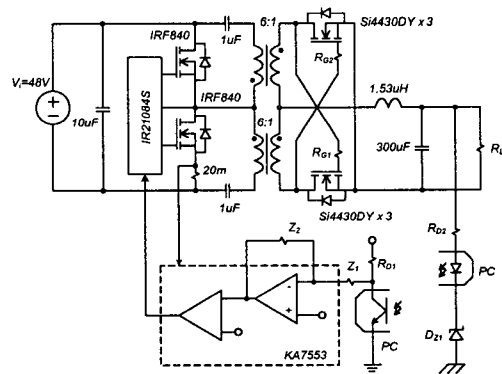 IRF840
1uF
6:1
Si4430DY x 3
RG2
Vi=48V
10uF
IR21084S
IRF840
1.53uH
6:1
300uF
RL
RG1
20m
1uF
Si4430DY x 3
RD2
Z2
Z1
RD1
PC
-
+
PC
DZ1
KA7553